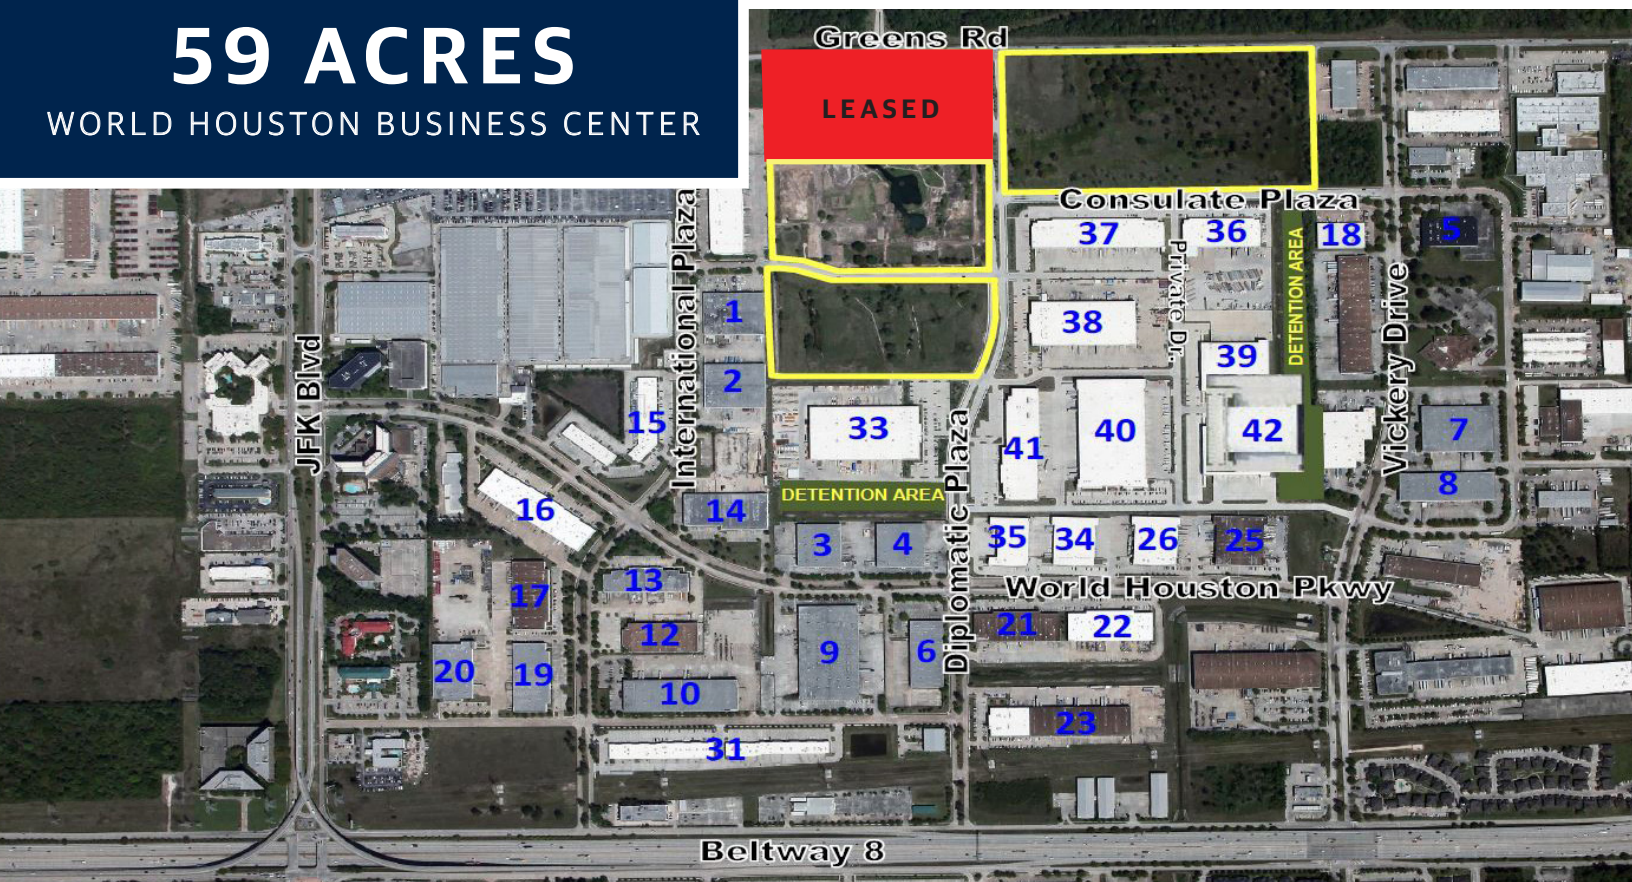 59 ACRES
WORLD HOUSTON BUSINESS CENTER
Greens Rd
LEASED
Consulate Plaza
37
36
18
5
DETENTION AREA
Private Dr.
International Plaza
Vickery Drive
1
38
2
39
JFK Blvd
15
33
41
40
42
7
8
DETENTION AREA
Diplomatic Plaza
16
14
3
4
35
34
26
25
World Houston Pkwy
13
17
12
9
6
21
22
20
19
10
23
31
Beltway 8